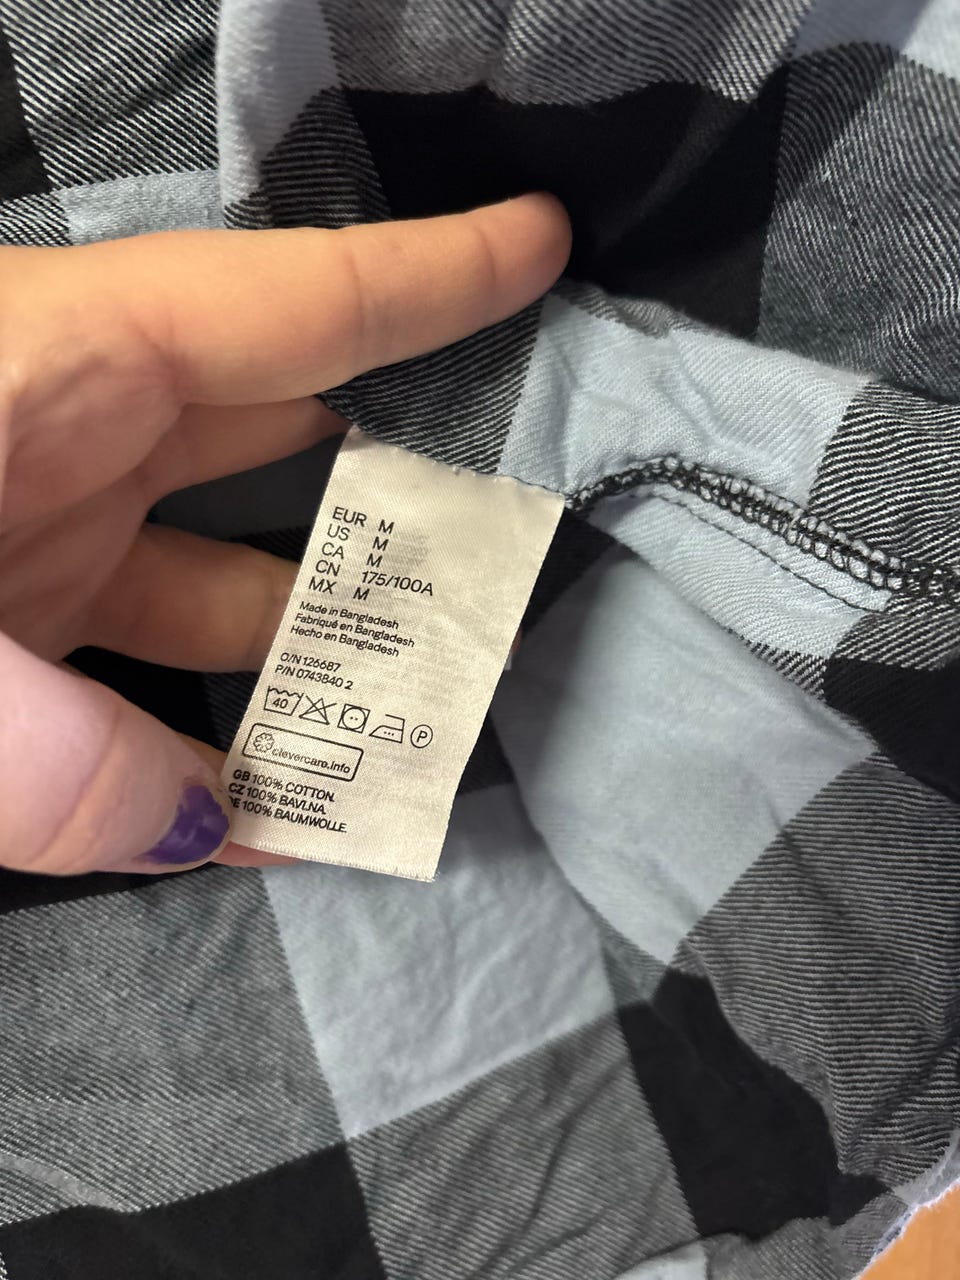 EUR M
US M
CA M
CN 175/100A
MX M
Made in Bangladesh
Fabriqué en Bangladesh
Hecho en Bangladesh
O/N 126687
P/N 0743840 2
40
P
clevercare.info
GB 100% COTTON.
CZ 100% BAVLNA.
DE 100% BAUMWOLLE.